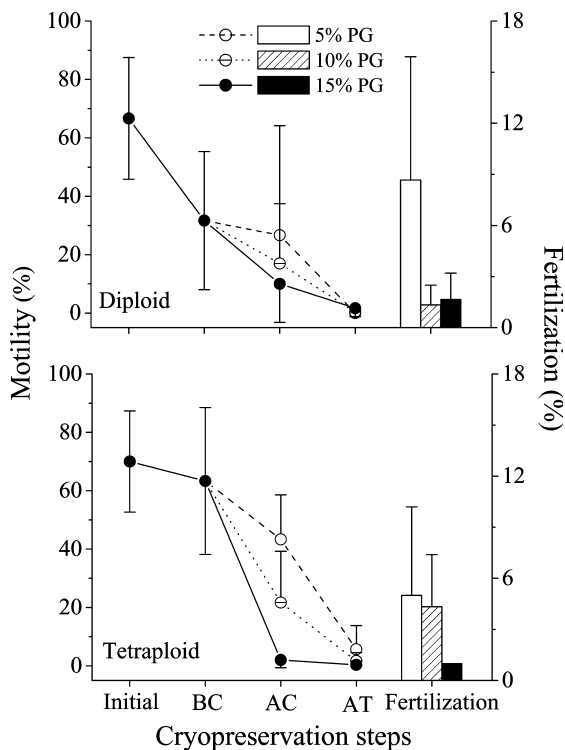 100
80
60
40
20
0
5% PG
10% PG
15% PG
18
12
6
0
Diploid
Motility (%)
Fertilization (%)
100
80
60
40
20
0
18
12
6
0
Tetraploid
Initial BC AC AT Fertilization
Cryopreservation steps